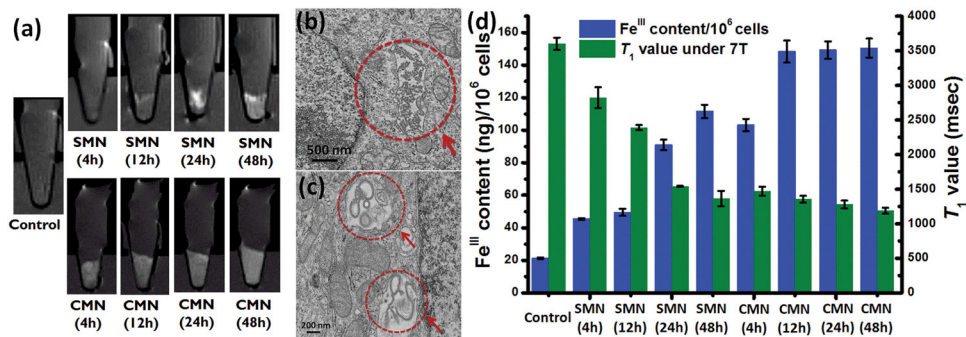 (a)
SMN SMN SMN SMN
(4h) (12h) (24h) (48h)
Control
CMN CMN CMN CMN
(4h) (12h) (24h) (48h)
(b)
500 nm
(c)
200 nm
(d)
Fe^III content/10^6 cells
T1 value under 7T
Fe^III content (ng)/10^6 cells
160
140
120
100
80
60
40
20
0
4000
3500
3000
2500
2000
1500
1000
500
0
T1 value (msec)
Control SMN SMN SMN SMN CMN CMN CMN CMN
(4h) (12h) (24h) (48h) (4h) (12h) (24h) (48h)